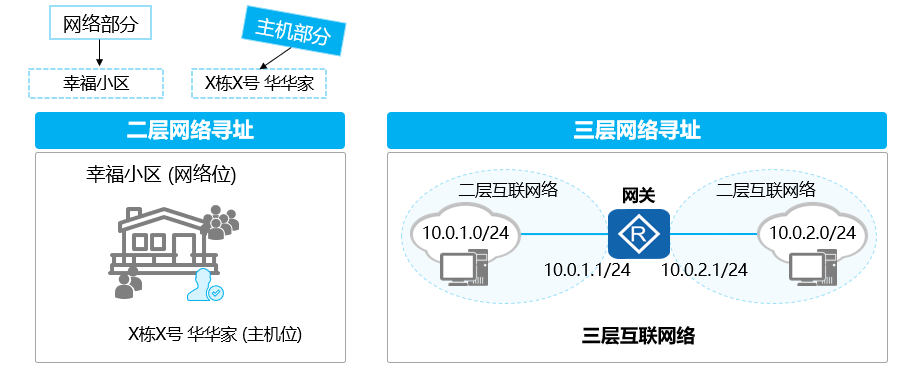 网络部分
主机部分
幸福小区
X栋X号 华华家
二层网络寻址
幸福小区 (网络位)
X栋X号 华华家 (主机位)
三层网络寻址
二层互联网络
网关
二层互联网络
10.0.1.0/24
R
10.0.2.0/24
10.0.1.1/24
10.0.2.1/24
三层互联网络